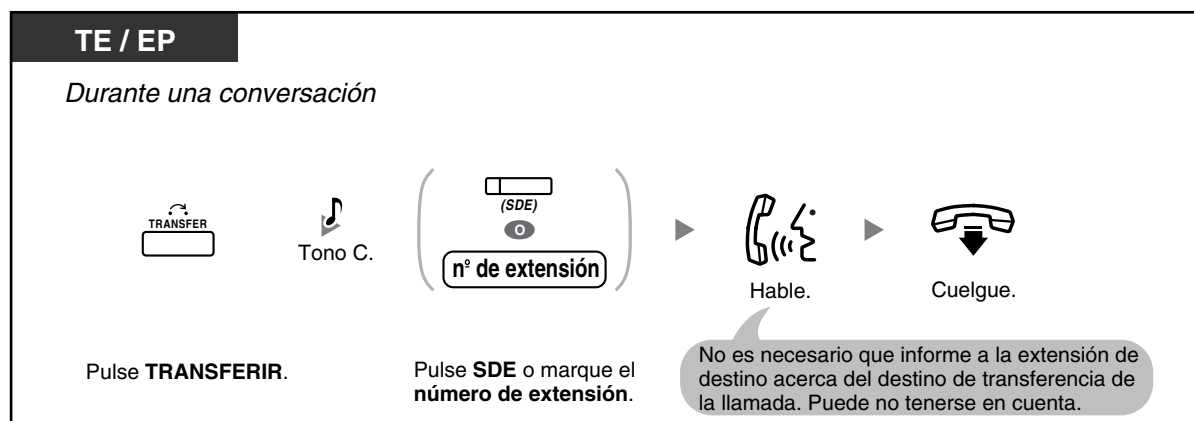 TE / EP
Durante una conversación
TRANSFER
Tono C.
(SDE)
O
nº de extensión
Hable.
Cuelgue.
Pulse TRANSFERIR.
Pulse SDE o marque el
número de extensión.
No es necesario que informe a la extensión de
destino acerca del destino de transferencia de
la llamada. Puede no tenerse en cuenta.